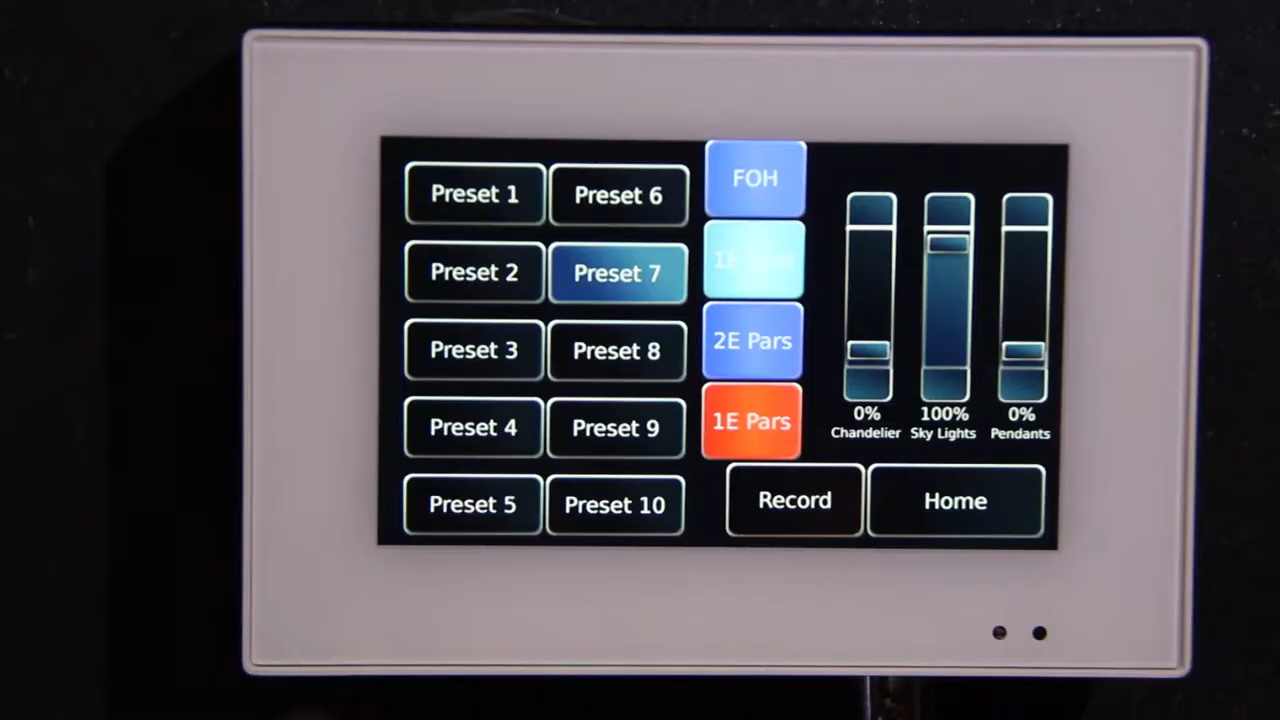 Preset 1
Preset 6
FOH
Preset 2
Preset 7
1E
Preset 3
Preset 8
2E Pars
Preset 4
Preset 9
1E Pars
0%
100%
0%
Chandelier
Sky Lights
Pendants
Preset 5
Preset 10
Record
Home